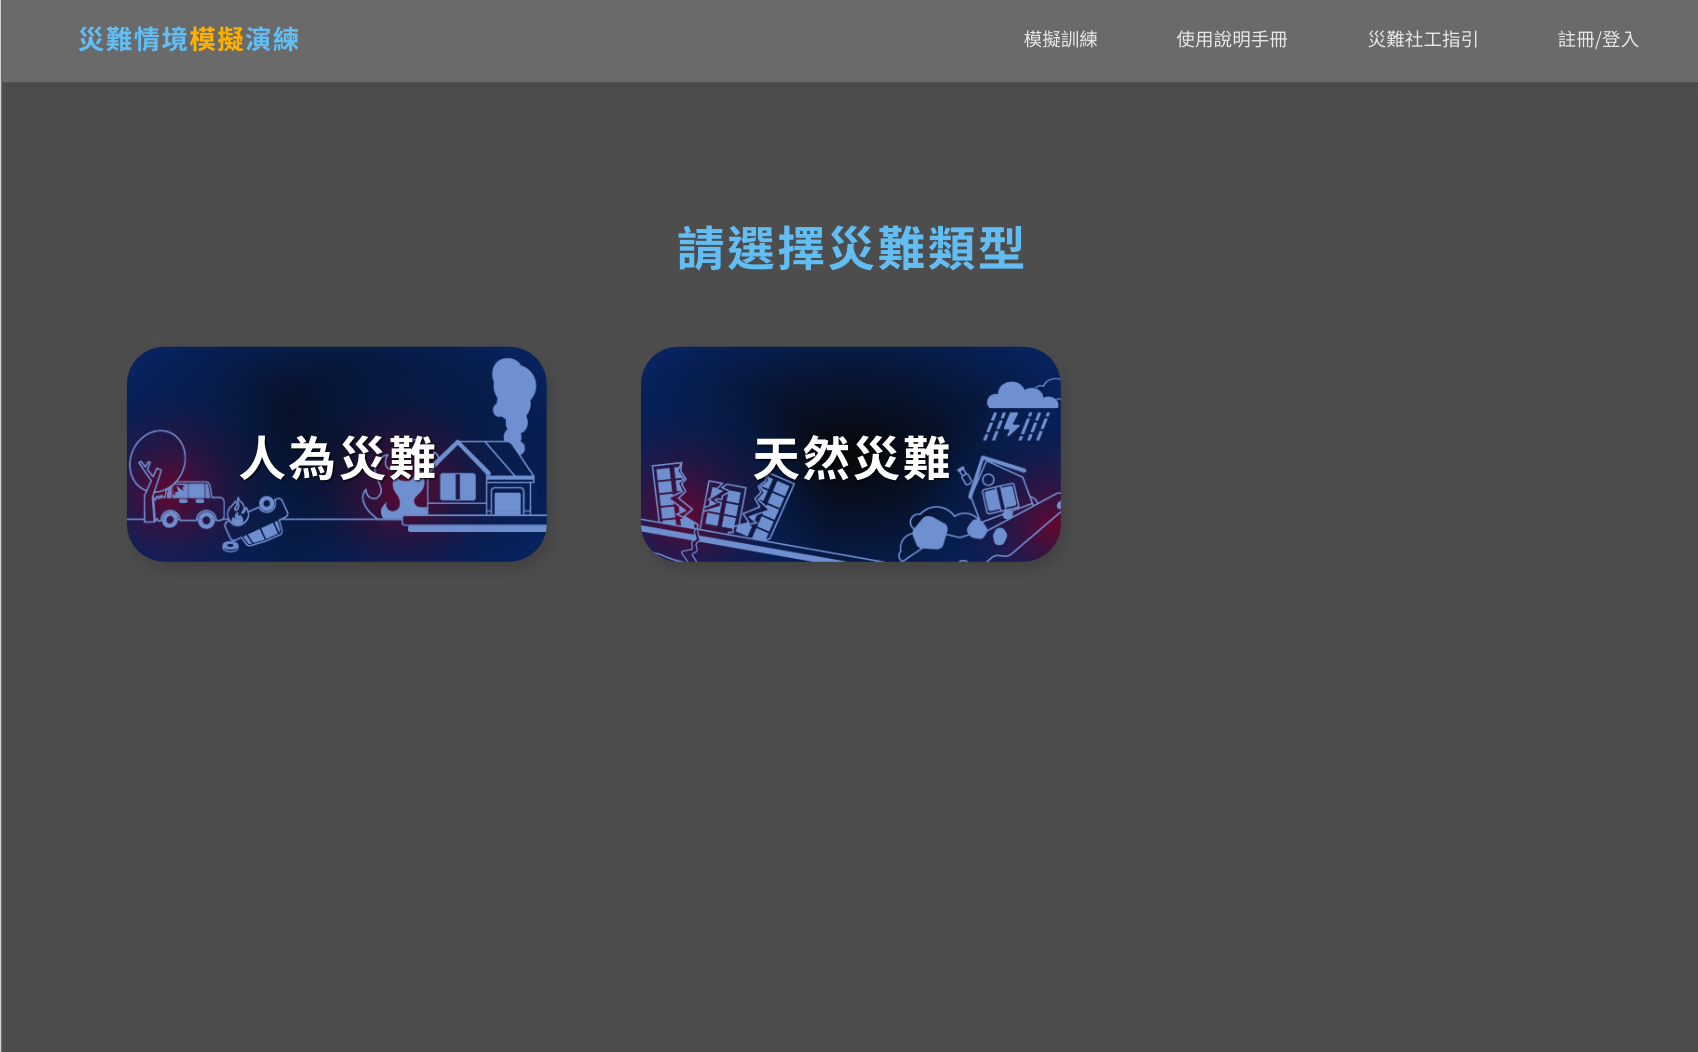 災難情境模擬演練
模擬訓練
使用說明手冊
災難社工指引
註冊/登入
請選擇災難類型
人為災難
天然災難